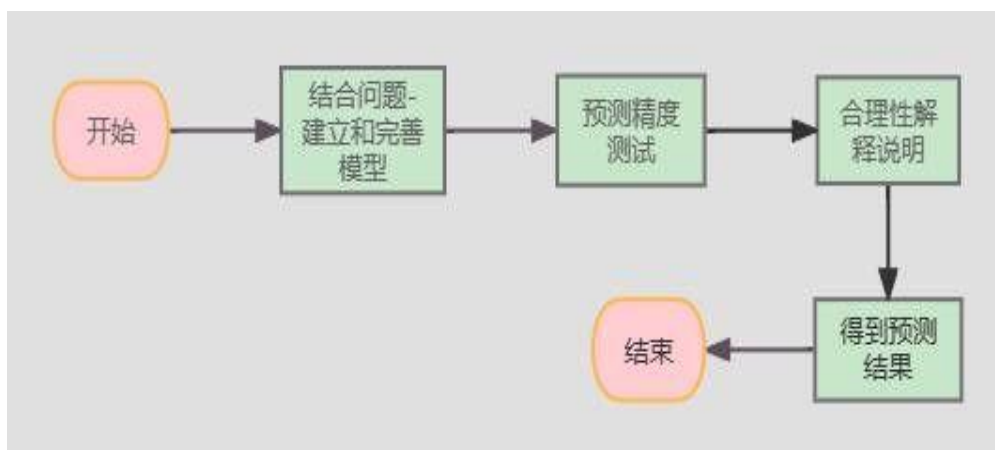 开始
结合问题-
建立和完善
模型
预测精度
测试
合理性解
释说明
得到预测
结果
结束